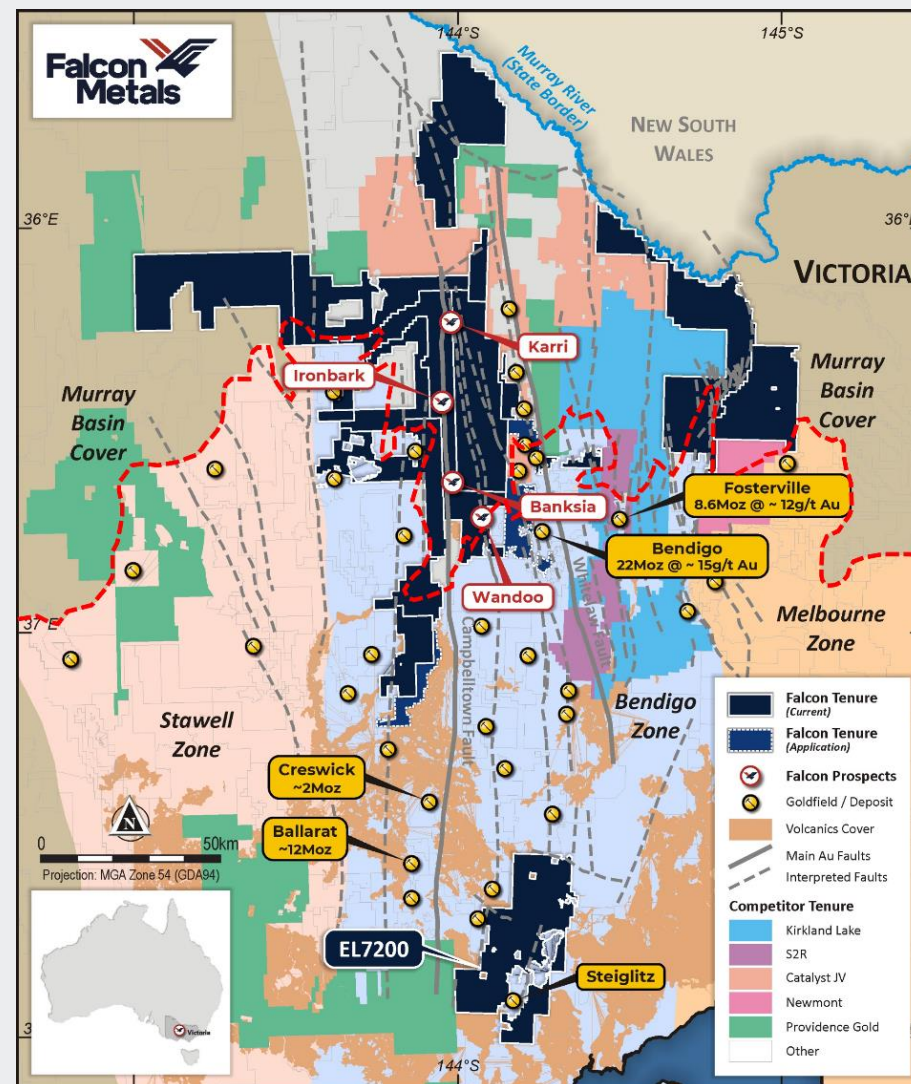 Falcon
Metals
144°S
145°S
Murray River
(State Border)
NEW SOUTH
WALES
36°E
36°E
VICTORIA
Karri
Ironbark
Murray
Basin
Cover
Murray
Basin
Cover
Banksia
Fosterville
8.6Moz @ ~ 12g/t Au
Bendigo
22Moz @ ~ 15g/t Au
Wandoo
Whitelaw Fault
Campbelltown Fault
37°E
Melbourne
Zone
Stawell
Zone
Bendigo
Zone
Creswick
~2Moz
Ballarat
~12Moz
N
0
50km
Projection: MGA Zone 54 (GDA94)
EL7200
Steiglitz
Victoria
144°S
Falcon Tenure
(Current)
Falcon Tenure
(Application)
Falcon Prospects
Goldfield / Deposit
Volcanics Cover
Main Au Faults
Interpreted Faults
Competitor Tenure
Kirkland Lake
S2R
Catalyst JV
Newmont
Providence Gold
Other